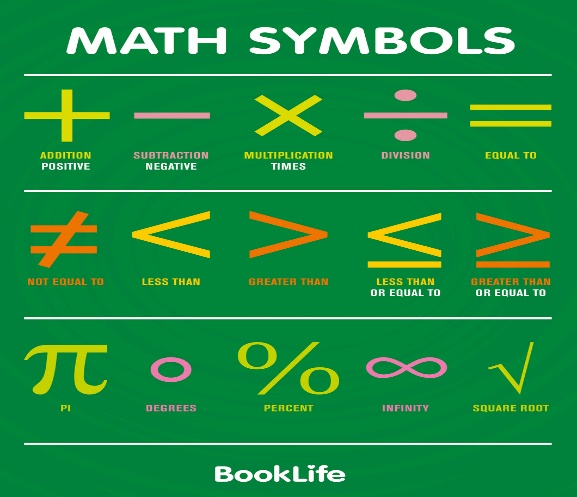 MATH SYMBOLS
+ − × ÷ =
ADDITION SUBTRACTION MULTIPLICATION DIVISION EQUAL TO
POSITIVE NEGATIVE TIMES
≠ < > ≤ ≥
NOT EQUAL TO LESS THAN GREATER THAN LESS THAN GREATER THAN
OR EQUAL TO OR EQUAL TO
π ° % ∞ √
PI DEGREES PERCENT INFINITY SQUARE ROOT
BookLife